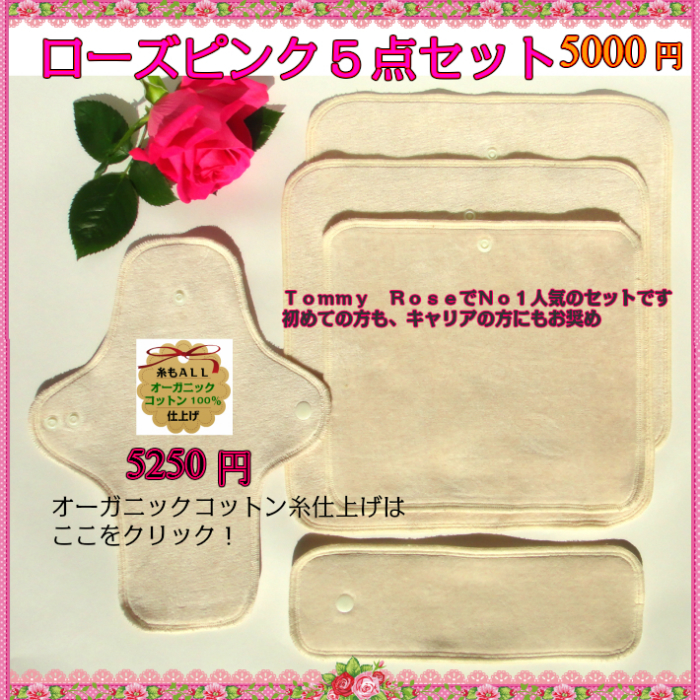 ローズピンク５点セット5000円
Ｔｏｍｍｙ　ＲｏｓｅでＮｏ１人気のセットです
初めての方も、キャリアの方にもお奨め
糸もＡＬＬ
オーガニック
コットン100%
仕上げ
5250円
オーガニックコットン糸仕上げは
ここをクリック！